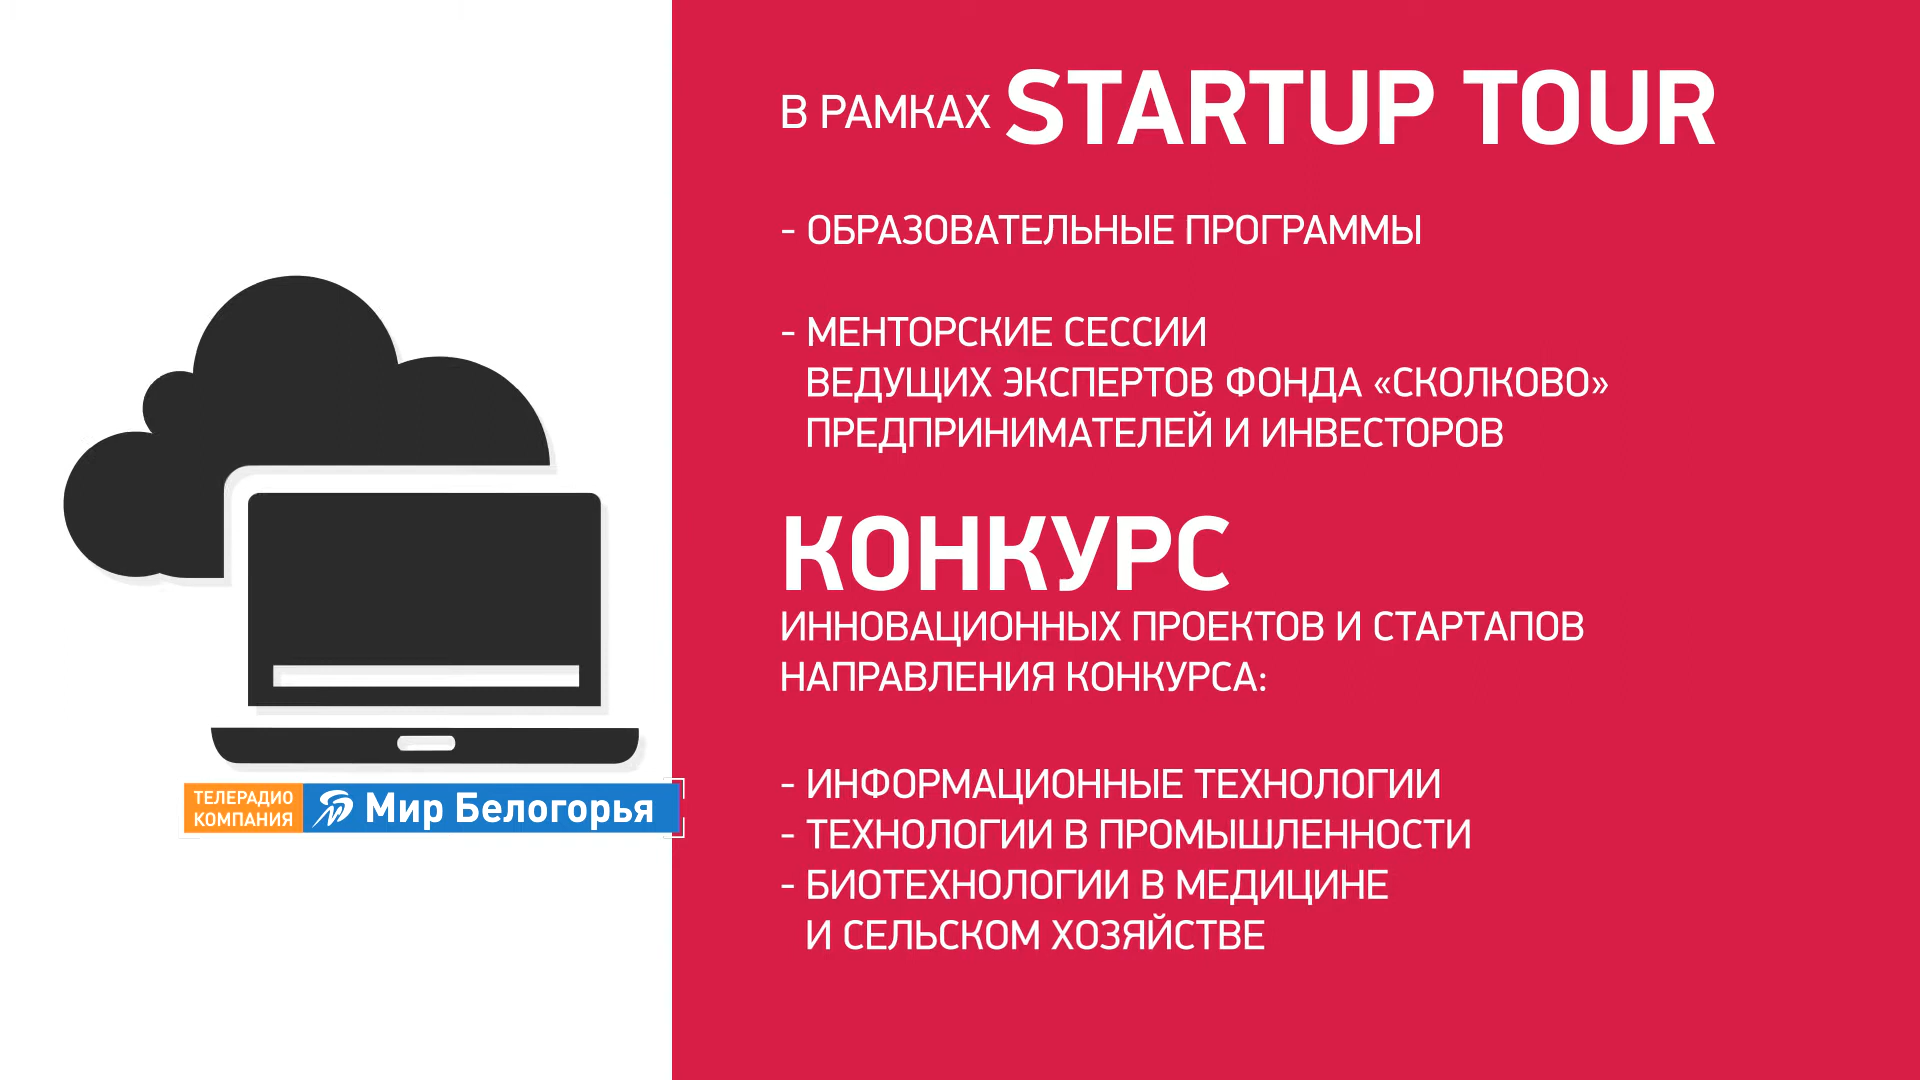 В РАМКАХ STARTUP TOUR
- ОБРАЗОВАТЕЛЬНЫЕ ПРОГРАММЫ
- МЕНТОРСКИЕ СЕССИИ
ВЕДУЩИХ ЭКСПЕРТОВ ФОНДА «СКОЛКОВО»
ПРЕДПРИНИМАТЕЛЕЙ И ИНВЕСТОРОВ
КОНКУРС
ИННОВАЦИОННЫХ ПРОЕКТОВ И СТАРТАПОВ
НАПРАВЛЕНИЯ КОНКУРСА:
- ИНФОРМАЦИОННЫЕ ТЕХНОЛОГИИ
- ТЕХНОЛОГИИ В ПРОМЫШЛЕННОСТИ
- БИОТЕХНОЛОГИИ В МЕДИЦИНЕ
И СЕЛЬСКОМ ХОЗЯЙСТВЕ
ТЕЛЕРАДИО
КОМПАНИЯ
Мир Белогорья